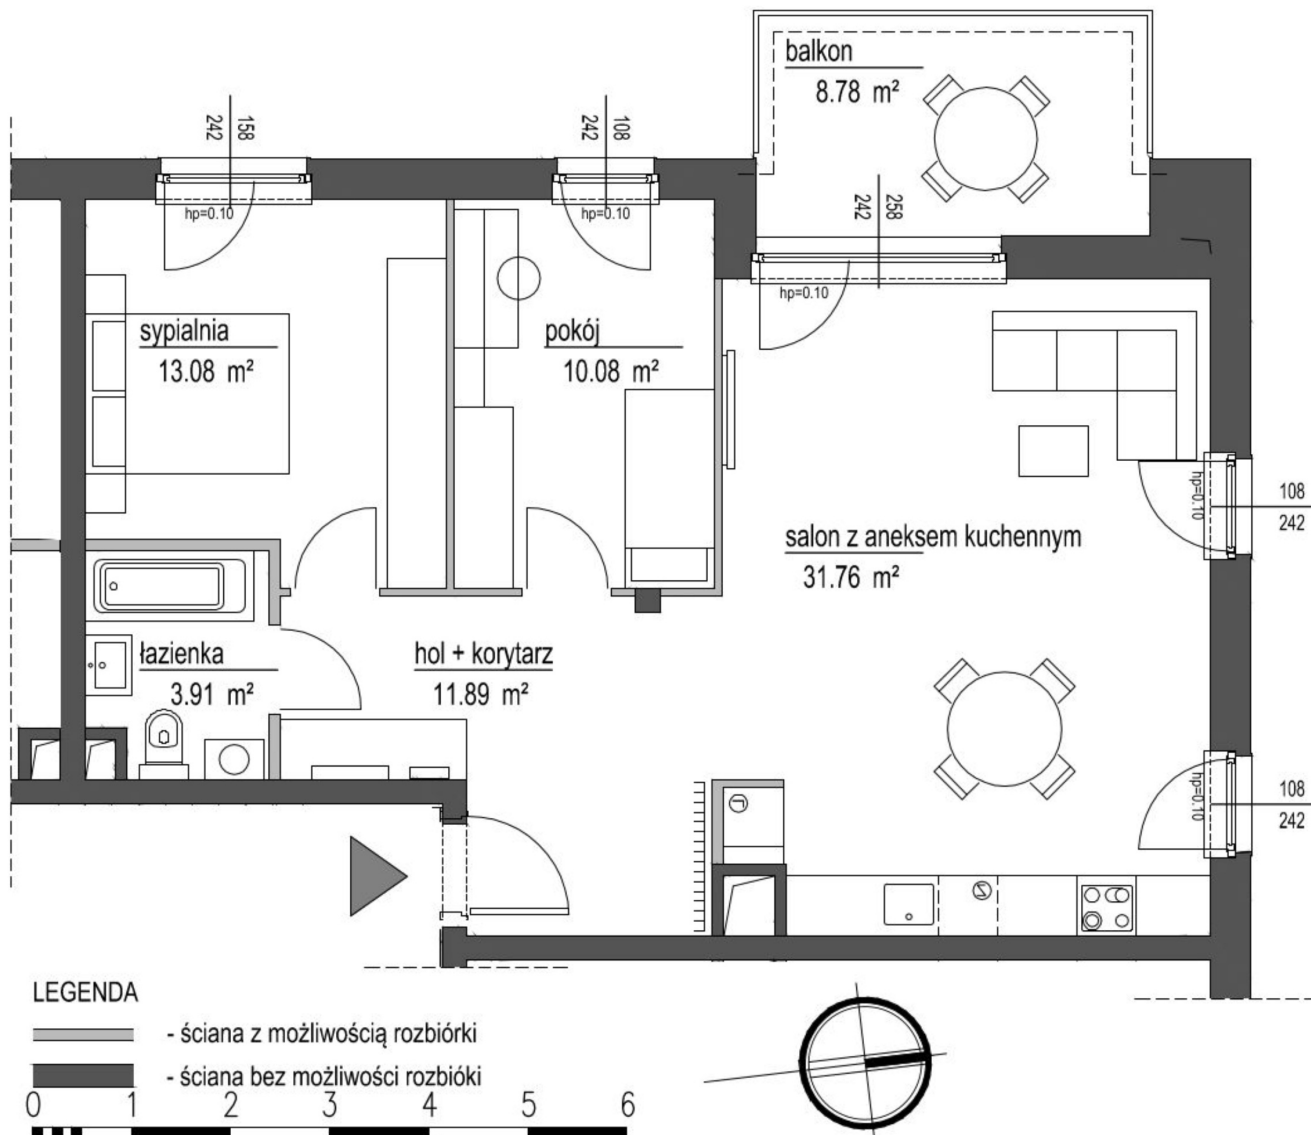 balkon
8.78 m²
242
158
242
108
242
258
hp=0.10
hp=0.10
hp=0.10
sypialnia
13.08 m²
pokój
10.08 m²
hp=0.10
108
242
salon z aneksem kuchennym
31.76 m²
łazienka
3.91 m²
hol + korytarz
11.89 m²
hp=0.10
108
242
L
Z
LEGENDA
- ściana z możliwością rozbiórki
- ściana bez możliwości rozbióki
0 1 2 3 4 5 6